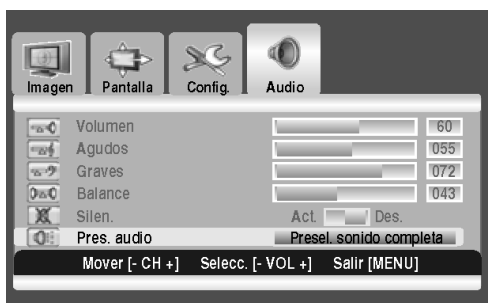 Imagen Pantalla Config. Audio
Volumen 60
Agudos 055
Graves 072
Balance 043
Silen. Act. Des.
Pres. audio Presel. sonido completa
Mover [- CH +] Selecc. [- VOL +] Salir [MENU]